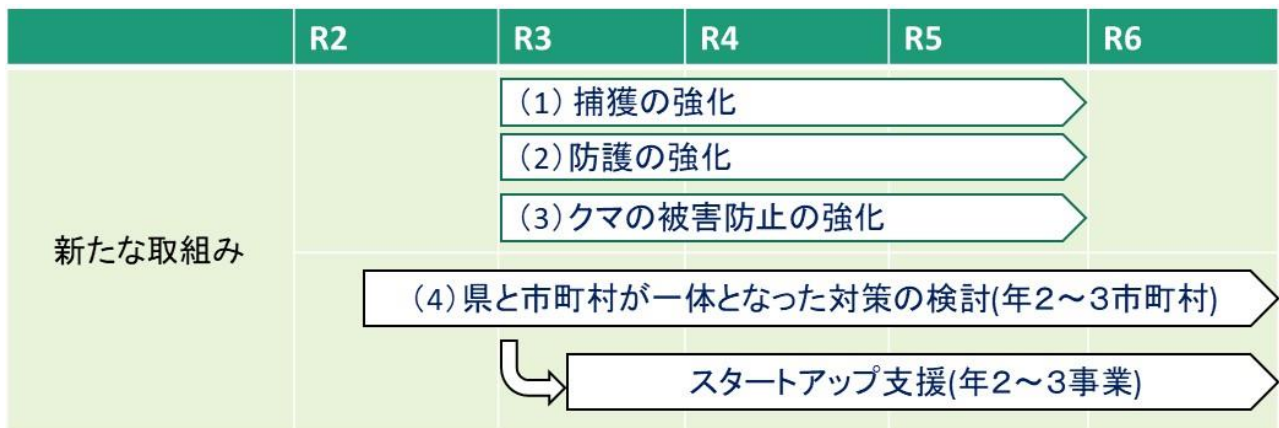 R2 R3 R4 R5 R6
(1) 捕獲の強化
(2)防護の強化
(3)クマの被害防止の強化
新たな取組み
(4)県と市町村が一体となった対策の検討(年２～３市町村)
スタートアップ支援(年２～３事業)